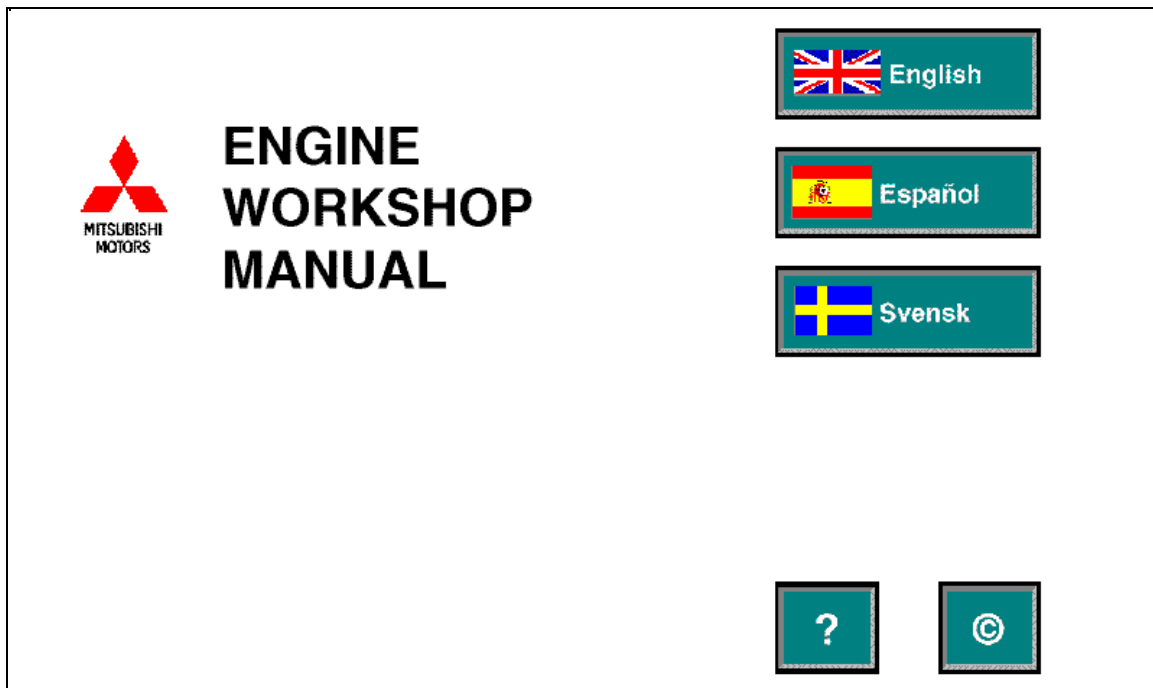 MITSUBISHI
MOTORS
ENGINE
WORKSHOP
MANUAL
English
Español
Svensk
?
©